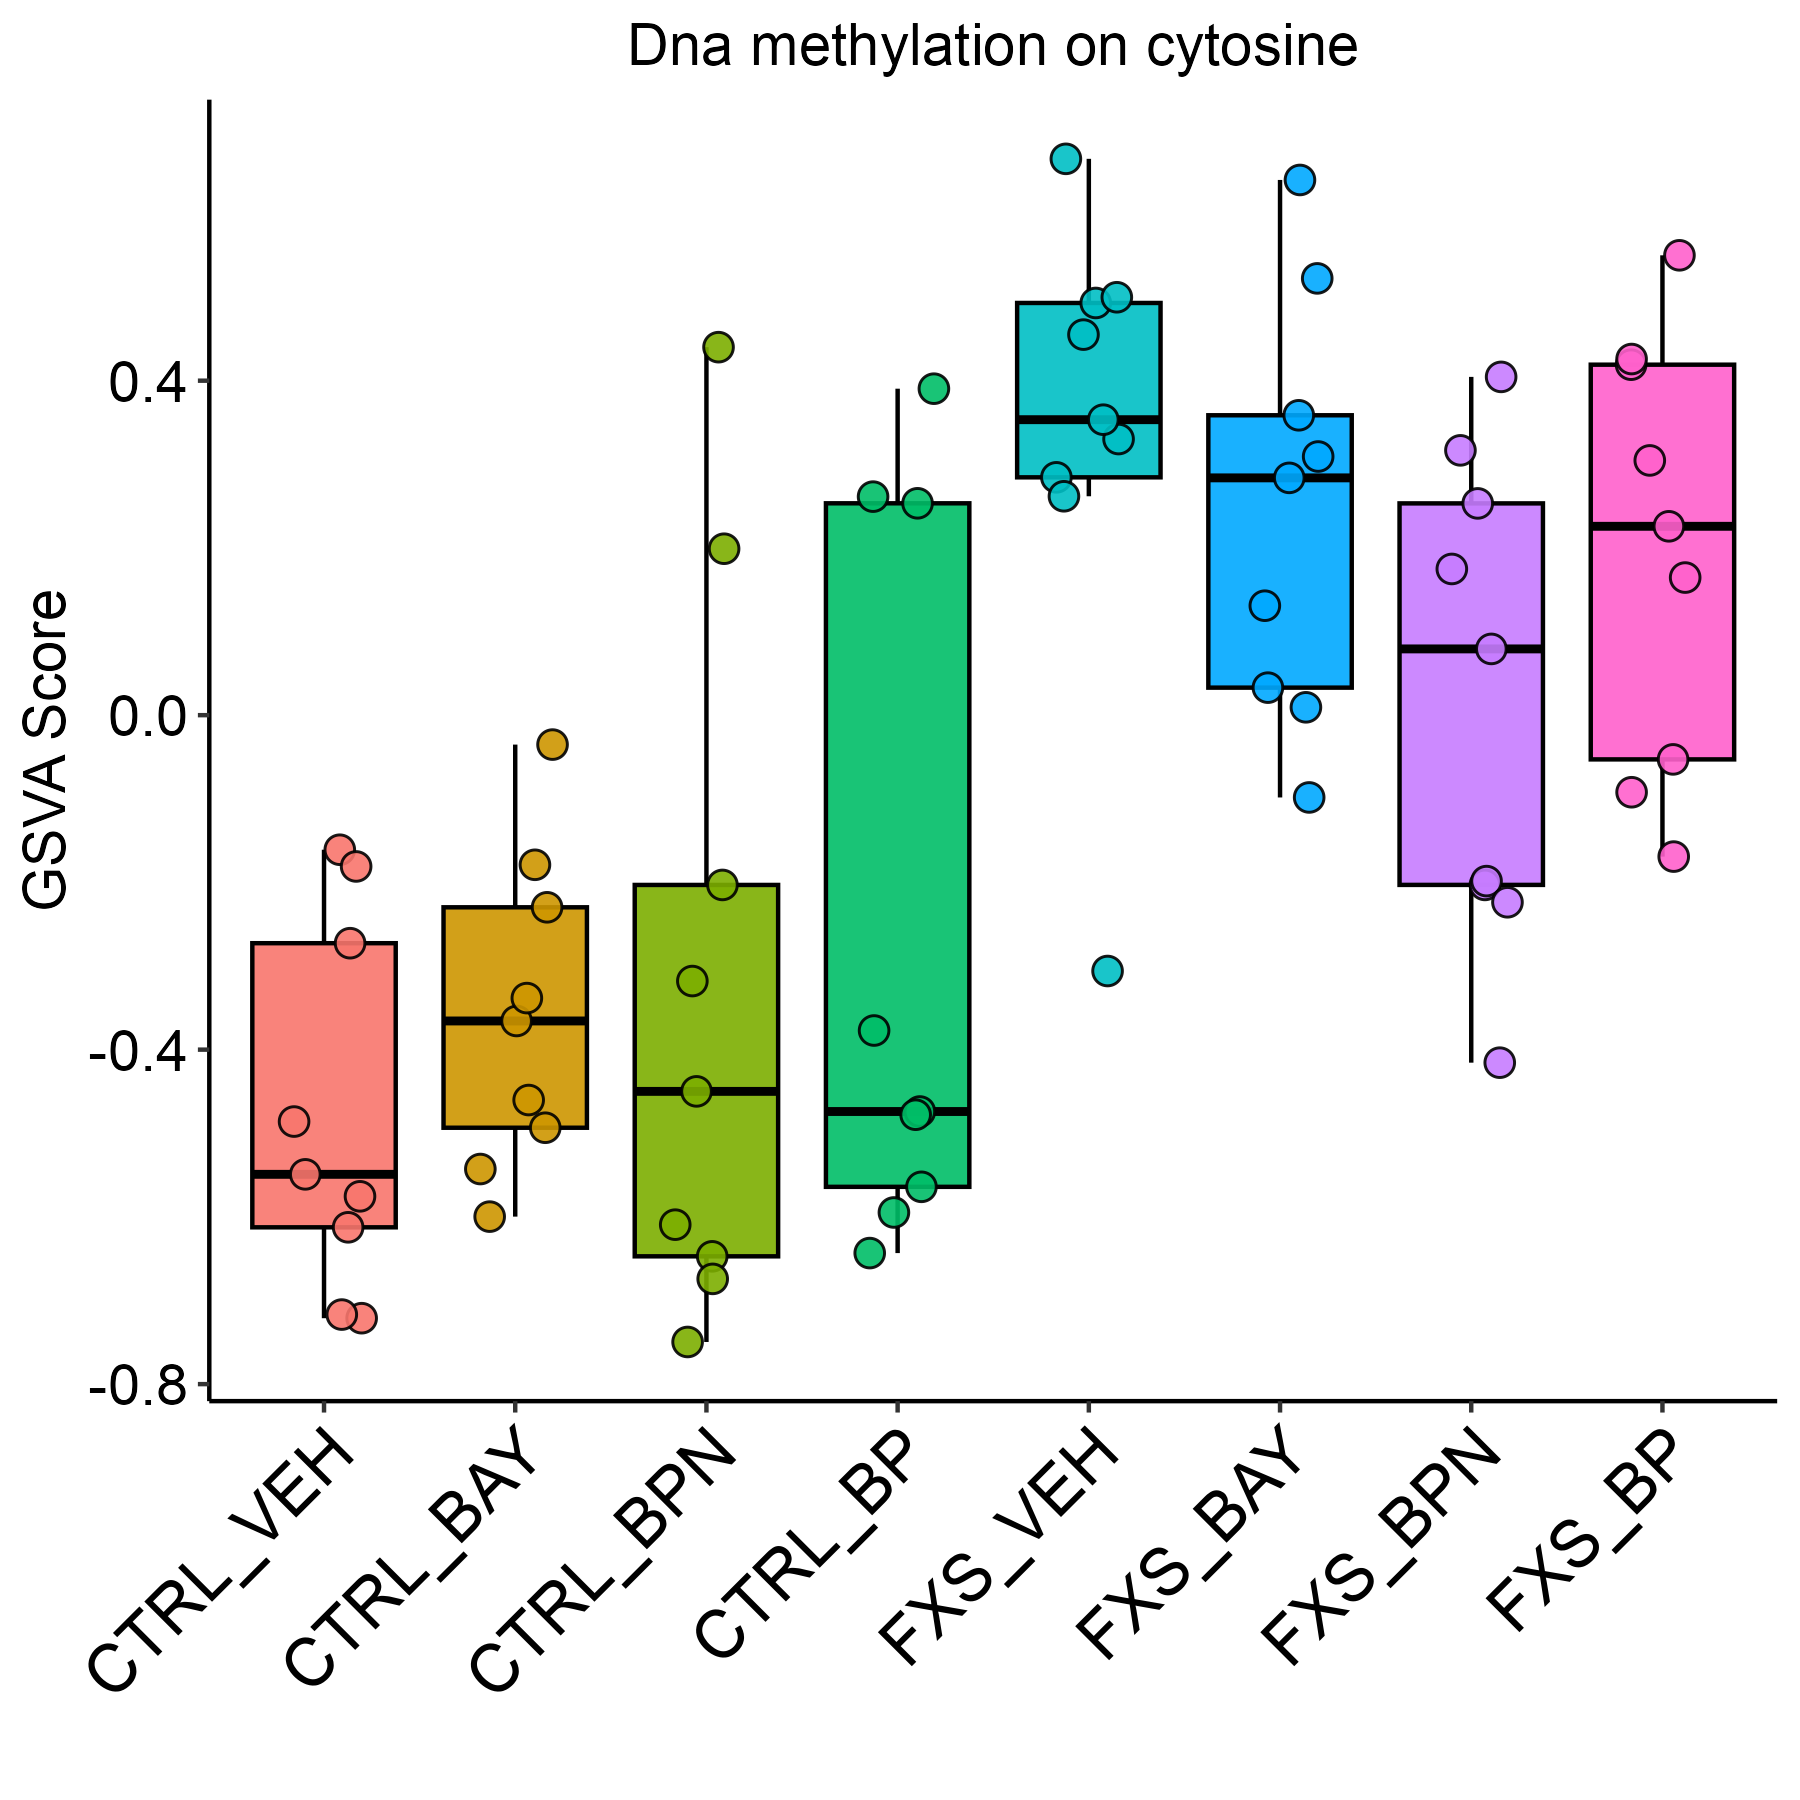 Dna methylation on cytosine
GSVA Score
0.4
0.0
-0.4
-0.8
CTRL_VEH
CTRL_BAY
CTRL_BPN
CTRL_BP
FXS_VEH
FXS_BAY
FXS_BPN
FXS_BP